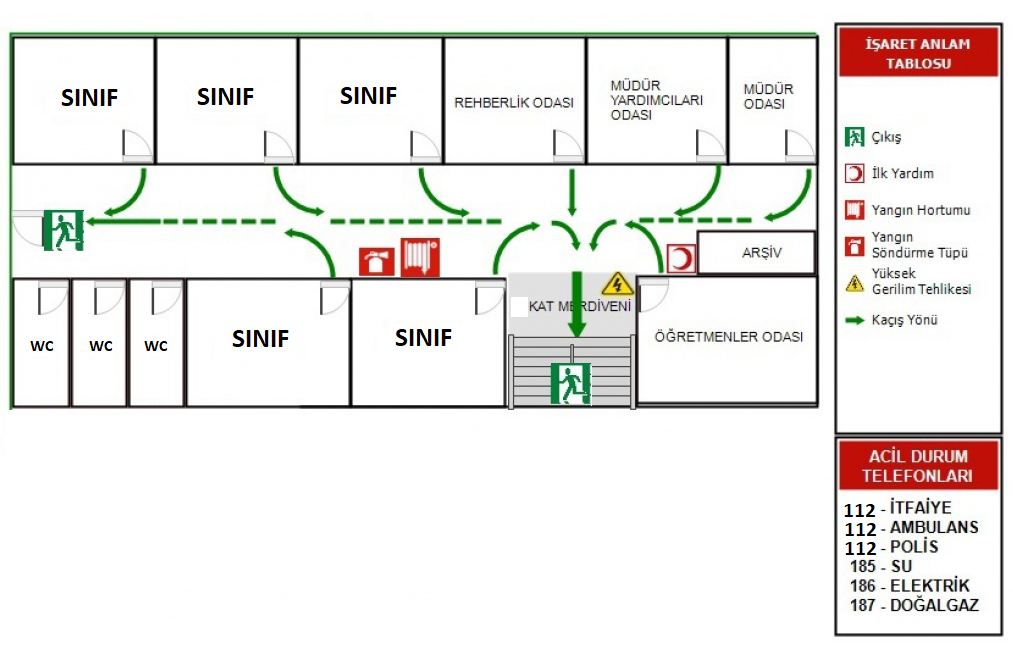 SINIF
SINIF
SINIF
REHBERLİK ODASI
MÜDÜR
YARDIMCILARI
ODASI
MÜDÜR
ODASI
ARŞİV
KAT MERDİVENİ
WC
WC
WC
SINIF
SINIF
ÖĞRETMENLER ODASI
İŞARET ANLAM
TABLOSU
Çıkış
İlk Yardım
Yangın Hortumu
Yangın
Söndürme Tüpü
Yüksek
Gerilim Tehlikesi
Kaçış Yönü
ACİL DURUM
TELEFONLARI
112 - İTFAİYE
112 - AMBULANS
112 - POLİS
185 - SU
186 - ELEKTRİK
187 - DOĞALGAZ